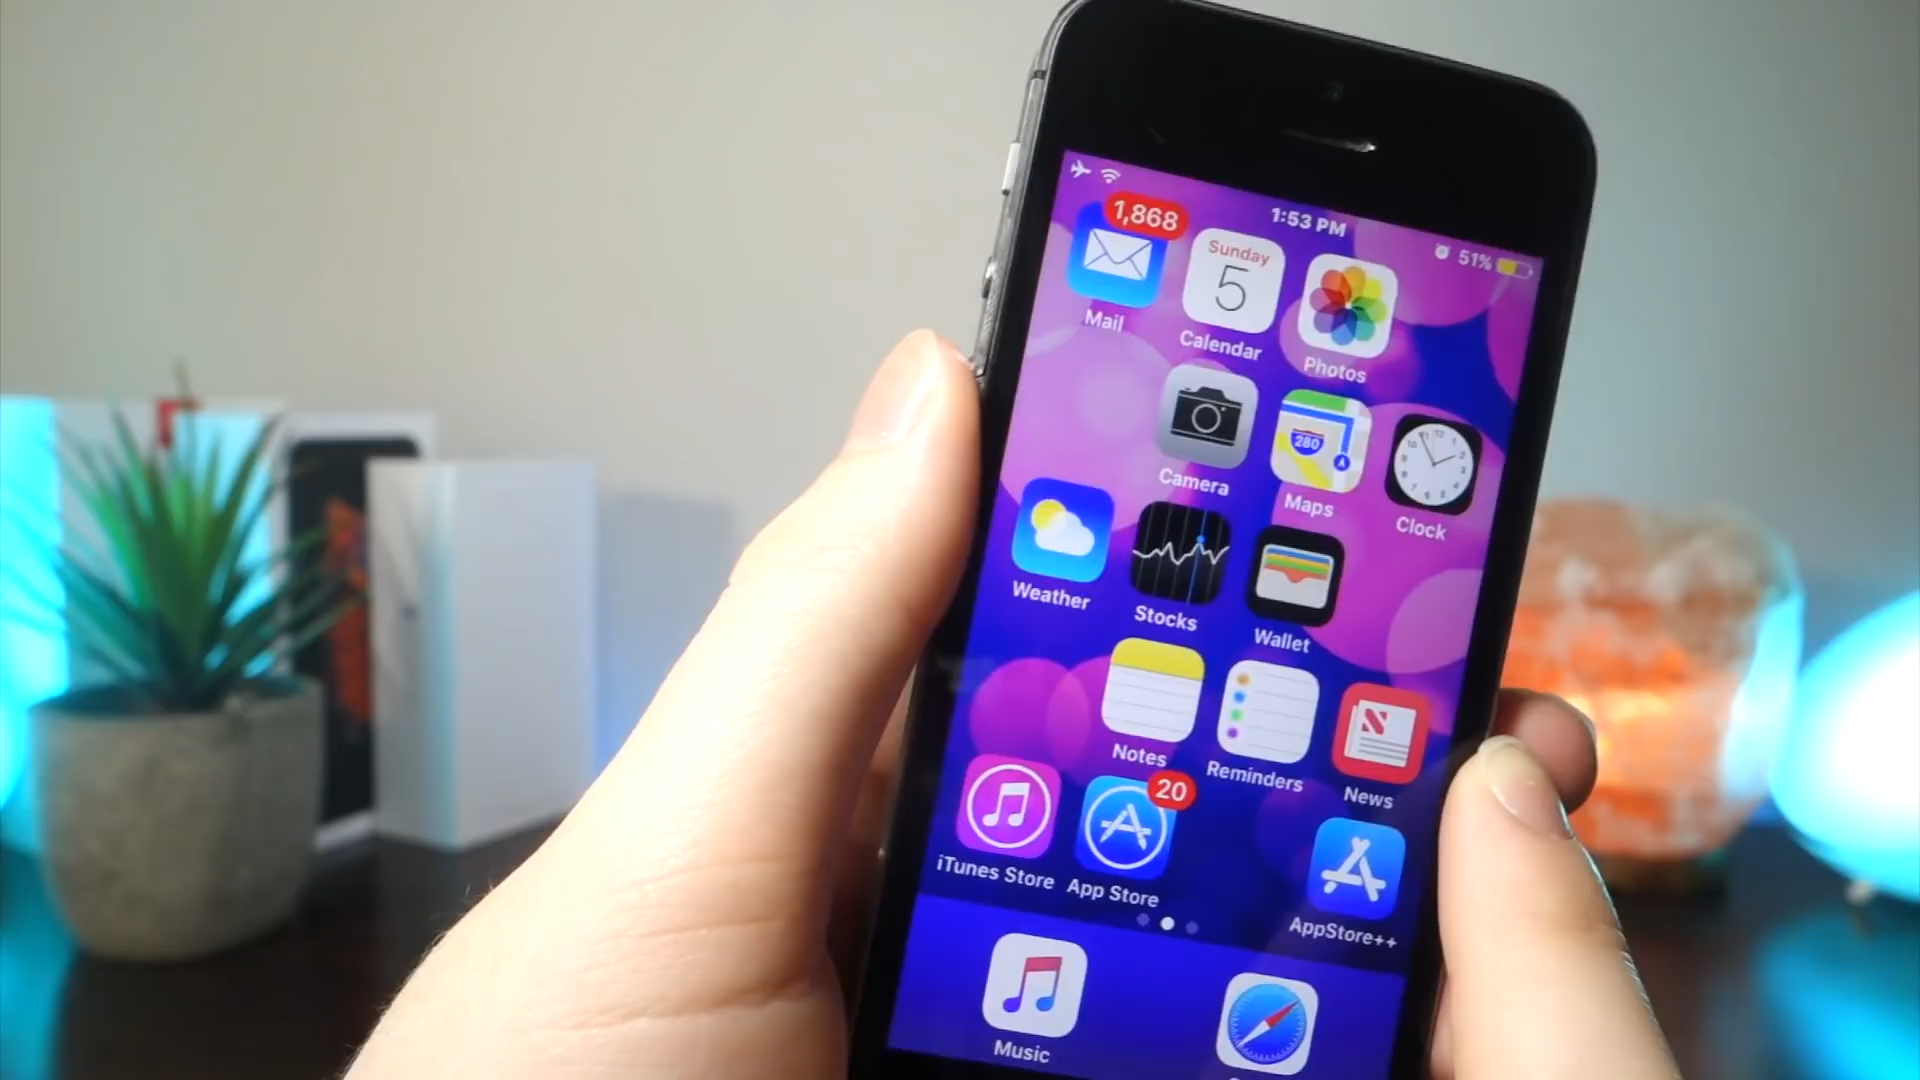 1:53 PM
51%
1,868
Mail
Sunday
5
Calendar
Photos
Camera
280
Maps
Clock
Weather
Stocks
Wallet
Notes
Reminders
News
iTunes Store
20
App Store
AppStore++
Music